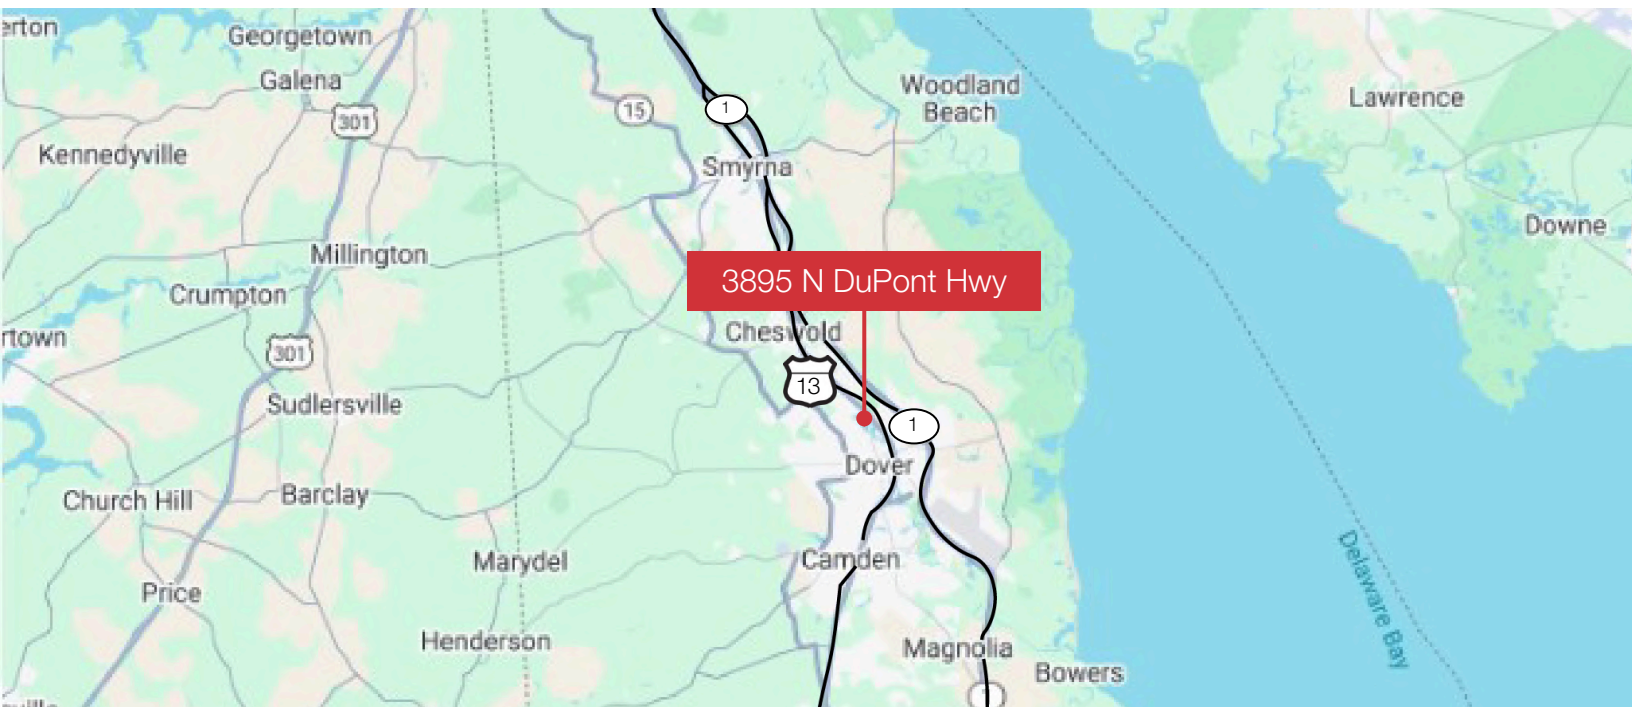 erton
Georgetown
Galena
301
Kennedyville
15
1
Smyrna
Woodland
Beach
Lawrence
Downe
Millington
Crumpton
3895 N DuPont Hwy
rtown
301
Cheswold
13
Sudlersville
1
Dover
Church Hill
Barclay
Marydel
Camden
Price
Henderson
Magnolia
Bowers
Delaware Bay
1